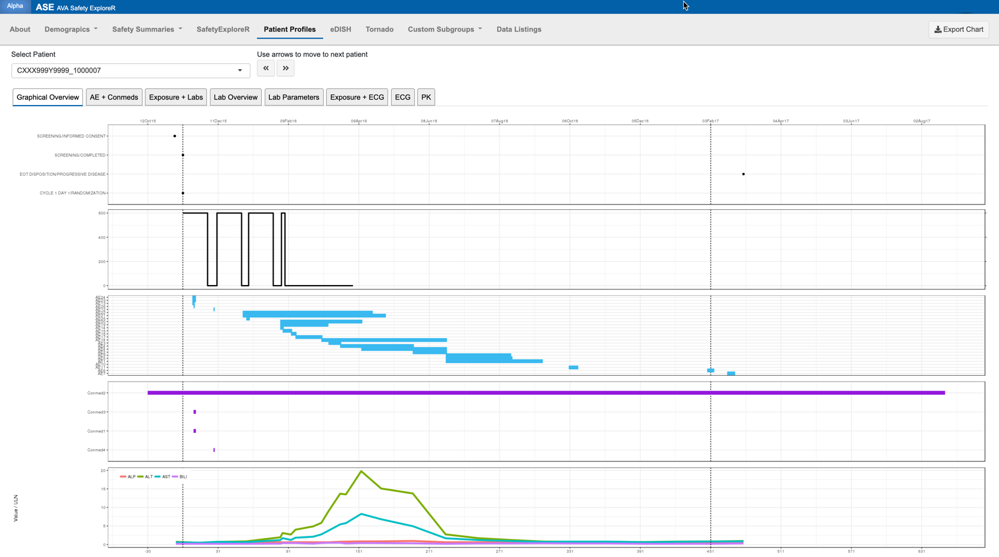 Alpha ASE AVA Safety ExploreR
About Demograpics Safety Summaries SafetyExploreR Patient Profiles eDISH Tornado Custom Subgroups Data Listings Export Chart
Select Patient Use arrows to move to next patient
CXXX999Y9999_1000007 « »
Graphical Overview AE + Conmeds Exposure + Labs Lab Overview Lab Parameters Exposure + ECG ECG PK
12Oct15 11Dec15 09Feb16 09Apr16 08Jun16 07Aug16 06Oct16 05Dec16 03Feb17 04Apr17 03Jun17 02Aug17
SCREENING/INFORMED CONSENT
SCREENING/COMPLETED
EOT DISPOSITION/PROGRESSIVE DISEASE
CYCLE 1 DAY 1/RANDOMIZATION
600
400
200
0
AE24
AE7
Conmed2
Conmed3
Conmed1
Conmed4
Value / ULN
20
ALP ALT AST BILI
15
10
5
0
-30 31 91 151 211 271 331 391 451 511 571 631